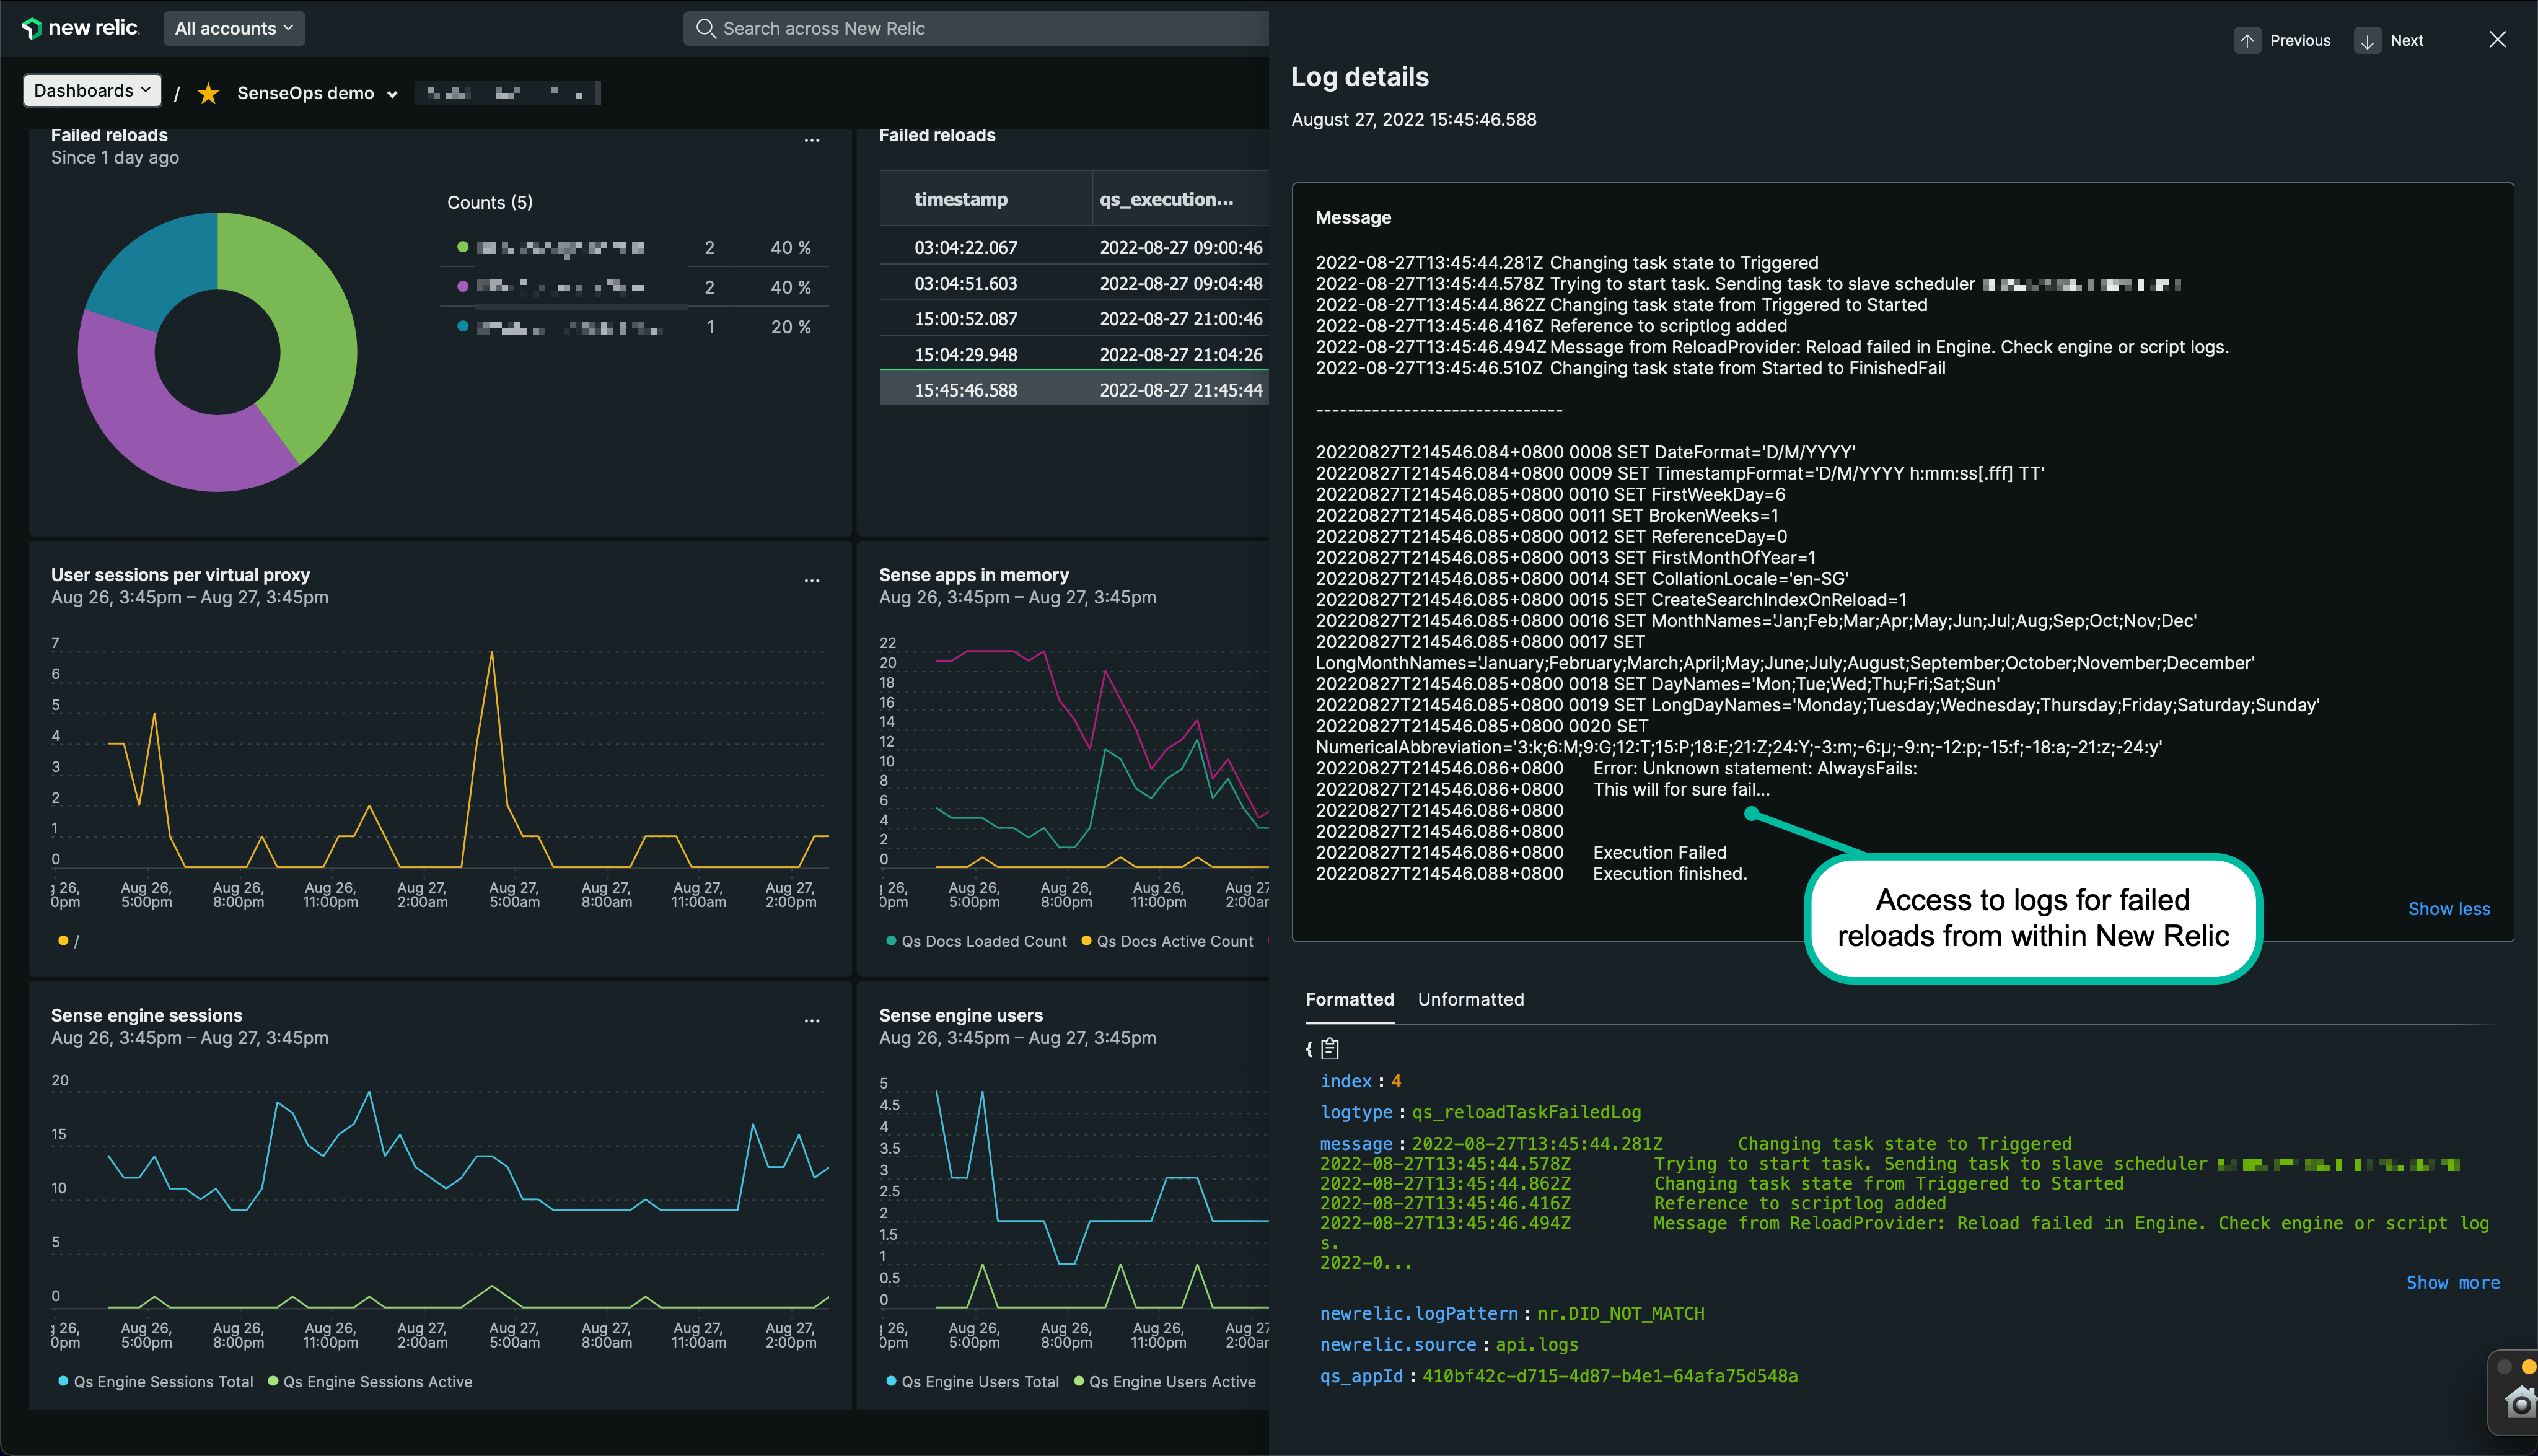 new relic
All accounts
Search across New Relic
Previous
Next
Dashboards
/
SenseOps demo
Failed reloads
Since 1 day ago
Counts (5)
2 40 %
2 40 %
1 20 %
Failed reloads
timestamp qs_execution...
03:04:22.067 2022-08-27 09:00:46
03:04:51.603 2022-08-27 09:04:48
15:00:52.087 2022-08-27 21:00:46
15:04:29.948 2022-08-27 21:04:26
15:45:46.588 2022-08-27 21:45:44
User sessions per virtual proxy
Aug 26, 3:45pm – Aug 27, 3:45pm
7
6
5
4
3
2
1
0
26, Aug 26, Aug 26, Aug 26, Aug 27, Aug 27, Aug 27, Aug 27, Aug 27,
0pm 5:00pm 8:00pm 11:00pm 2:00am 5:00am 8:00am 11:00am 2:00pm
/
Sense apps in memory
Aug 26, 3:45pm – Aug 27, 3:45pm
22
20
18
16
14
12
10
8
6
4
2
0
26, Aug 26, Aug 26, Aug 26, Aug 27
0pm 5:00pm 8:00pm 11:00pm 2:00a
Qs Docs Loaded Count Qs Docs Active Count
Sense engine sessions
Aug 26, 3:45pm – Aug 27, 3:45pm
20
15
10
5
0
26, Aug 26, Aug 26, Aug 26, Aug 27, Aug 27, Aug 27, Aug 27, Aug 27,
0pm 5:00pm 8:00pm 11:00pm 2:00am 5:00am 8:00am 11:00am 2:00pm
Qs Engine Sessions Total Qs Engine Sessions Active
Sense engine users
Aug 26, 3:45pm – Aug 27, 3:45pm
5
4.5
4
3.5
3
2.5
2
1.5
1
0.5
0
26, Aug 26, Aug 26, Aug 26, Aug 27
0pm 5:00pm 8:00pm 11:00pm 2:00a
Qs Engine Users Total Qs Engine Users Active
Log details
August 27, 2022 15:45:46.588
Message
2022-08-27T13:45:44.281Z Changing task state to Triggered
2022-08-27T13:45:44.578Z Trying to start task. Sending task to slave scheduler
2022-08-27T13:45:44.862Z Changing task state from Triggered to Started
2022-08-27T13:45:46.416Z Reference to scriptlog added
2022-08-27T13:45:46.494Z Message from ReloadProvider: Reload failed in Engine. Check engine or script logs.
2022-08-27T13:45:46.510Z Changing task state from Started to FinishedFail
-------------------------------
20220827T214546.084+0800 0008 SET DateFormat='D/M/YYYY'
20220827T214546.084+0800 0009 SET TimestampFormat='D/M/YYYY h:mm:ss[.fff] TT'
20220827T214546.085+0800 0010 SET FirstWeekDay=6
20220827T214546.085+0800 0011 SET BrokenWeeks=1
20220827T214546.085+0800 0012 SET ReferenceDay=0
20220827T214546.085+0800 0013 SET FirstMonthOfYear=1
20220827T214546.085+0800 0014 SET CollationLocale='en-SG'
20220827T214546.085+0800 0015 SET CreateSearchIndexOnReload=1
20220827T214546.085+0800 0016 SET MonthNames='Jan;Feb;Mar;Apr;May;Jun;Jul;Aug;Sep;Oct;Nov;Dec'
20220827T214546.085+0800 0017 SET
LongMonthNames='January;February;March;April;May;June;July;August;September;October;November;December'
20220827T214546.085+0800 0018 SET DayNames='Mon;Tue;Wed;Thu;Fri;Sat;Sun'
20220827T214546.085+0800 0019 SET LongDayNames='Monday;Tuesday;Wednesday;Thursday;Friday;Saturday;Sunday'
20220827T214546.085+0800 0020 SET
NumericalAbbreviation='3:k;6:M;9:G;12:T;15:P;18:E;21:Z;24:Y;-3:m;-6:µ;-9:n;-12:p;-15:f;-18:a;-21:z;-24:y'
20220827T214546.086+0800 Error: Unknown statement: AlwaysFails:
20220827T214546.086+0800 This will for sure fail...
20220827T214546.086+0800
20220827T214546.086+0800
20220827T214546.086+0800 Execution Failed
20220827T214546.088+0800 Execution finished.
Show less
Access to logs for failed
reloads from within New Relic
Formatted Unformatted
{
index : 4
logtype : qs_reloadTaskFailedLog
message : 2022-08-27T13:45:44.281Z Changing task state to Triggered
2022-08-27T13:45:44.578Z Trying to start task. Sending task to slave scheduler
2022-08-27T13:45:44.862Z Changing task state from Triggered to Started
2022-08-27T13:45:46.416Z Reference to scriptlog added
2022-08-27T13:45:46.494Z Message from ReloadProvider: Reload failed in Engine. Check engine or script log
s.
2022-0...
Show more
newrelic.logPattern : nr.DID_NOT_MATCH
newrelic.source : api.logs
qs_appId : 410bf42c-d715-4d87-b4e1-64afa75d548a